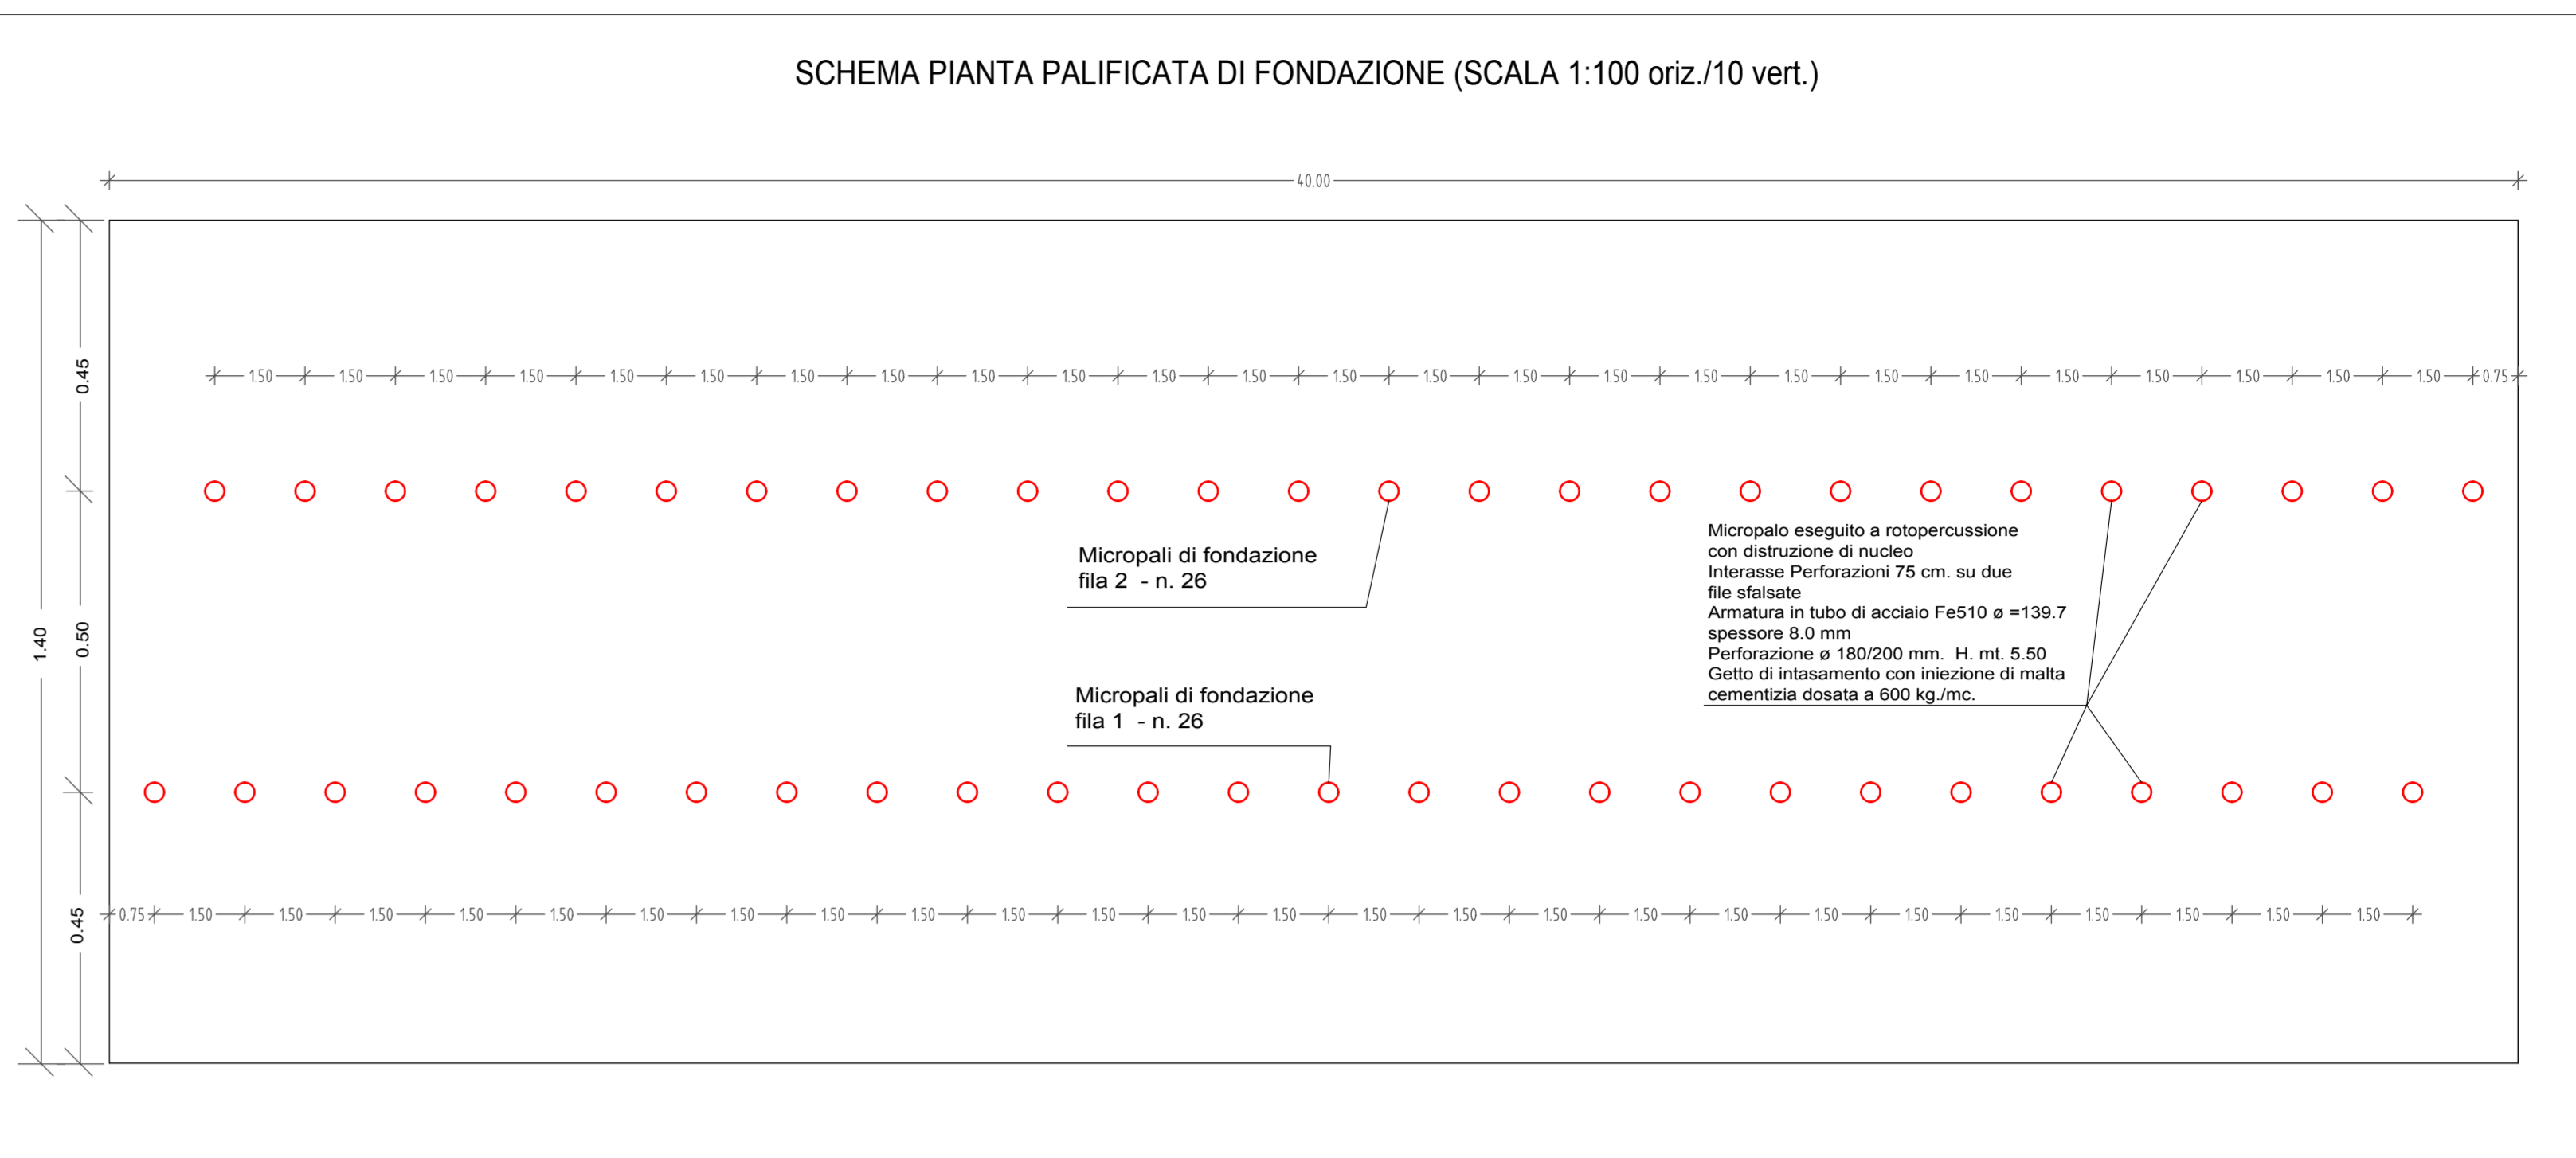 SCHEMA PIANTA PALIFICATA DI FONDAZIONE (SCALA 1:100 oriz./10 vert.)
40.00
1.50 1.50 1.50 1.50 1.50 1.50 1.50 1.50 1.50 1.50 1.50 1.50 1.50 1.50 1.50 1.50 1.50 1.50 1.50 1.50 1.50 1.50 1.50 1.50 1.50 0.75
0.45
0.50
1.40
0.45
Micropali di fondazione
fila 2 - n. 26
Micropalo eseguito a rotopercussione
con distruzione di nucleo
Interasse Perforazioni 75 cm. su due
file sfalsate
Armatura in tubo di acciaio Fe510 ø =139.7
spessore 8.0 mm
Perforazione ø 180/200 mm. H. mt. 5.50
Getto di intasamento con iniezione di malta
cementizia dosata a 600 kg./mc.
Micropali di fondazione
fila 1 - n. 26
0.75 1.50 1.50 1.50 1.50 1.50 1.50 1.50 1.50 1.50 1.50 1.50 1.50 1.50 1.50 1.50 1.50 1.50 1.50 1.50 1.50 1.50 1.50 1.50 1.50 1.50